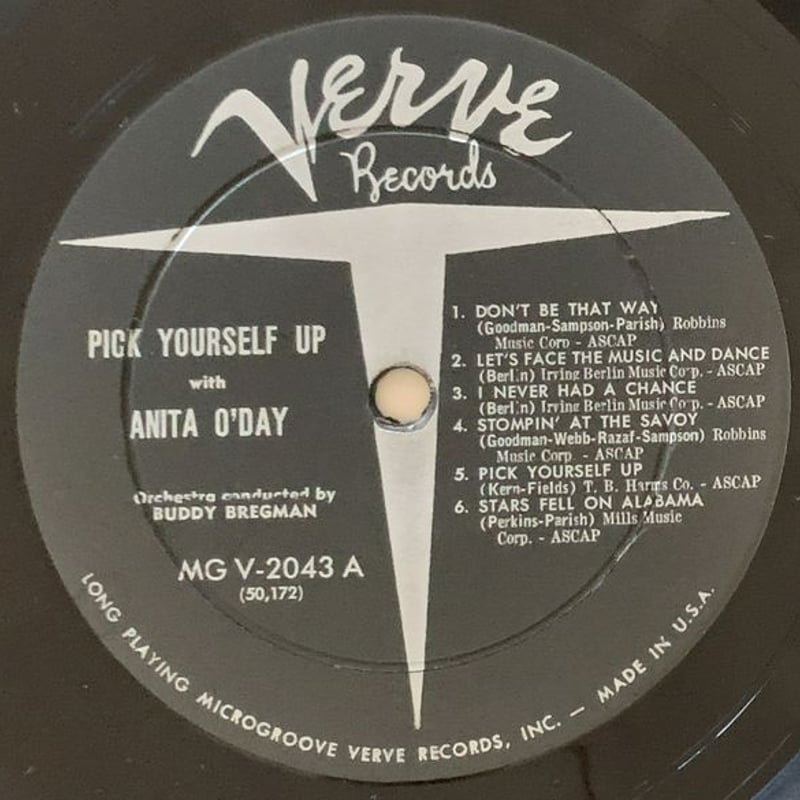 Verve
Records
PICK YOURSELF UP
with
ANITA O'DAY
Orchestra conducted by
BUDDY BREGMAN
MG V-2043 A
(50,172)
1. DON'T BE THAT WAY
(Goodman-Sampson-Parish) Robbins
Music Corp - ASCAP
2. LET'S FACE THE MUSIC AND DANCE
(Berlin) Irving Berlin Music Corp. - ASCAP
3. I NEVER HAD A CHANCE
(Berlin) Irving Berlin Music Corp. - ASCAP
4. STOMPIN' AT THE SAVOY
(Goodman-Webb-Razaf-Sampson) Robbins
Music Corp. - ASCAP
5. PICK YOURSELF UP
(Kern-Fields) T. B. Harms Co. - ASCAP
6. STARS FELL ON ALABAMA
(Perkins-Parish) Mills Music
Corp. - ASCAP
LONG PLAYING MICROGROOVE VERVE RECORDS, INC. — MADE IN U.S.A.